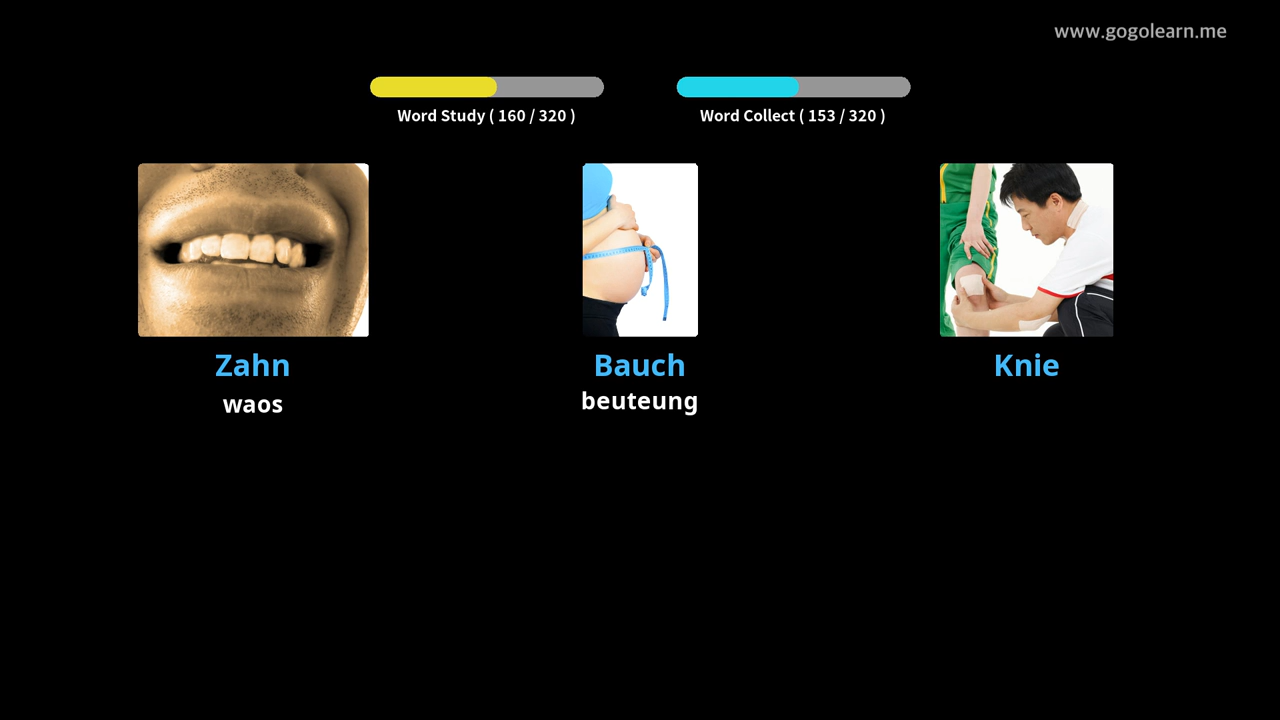 www.gogolearn.me
Word Study ( 160 / 320 )
Word Collect ( 153 / 320 )
Zahn
Bauch
Knie
waos
beuteung